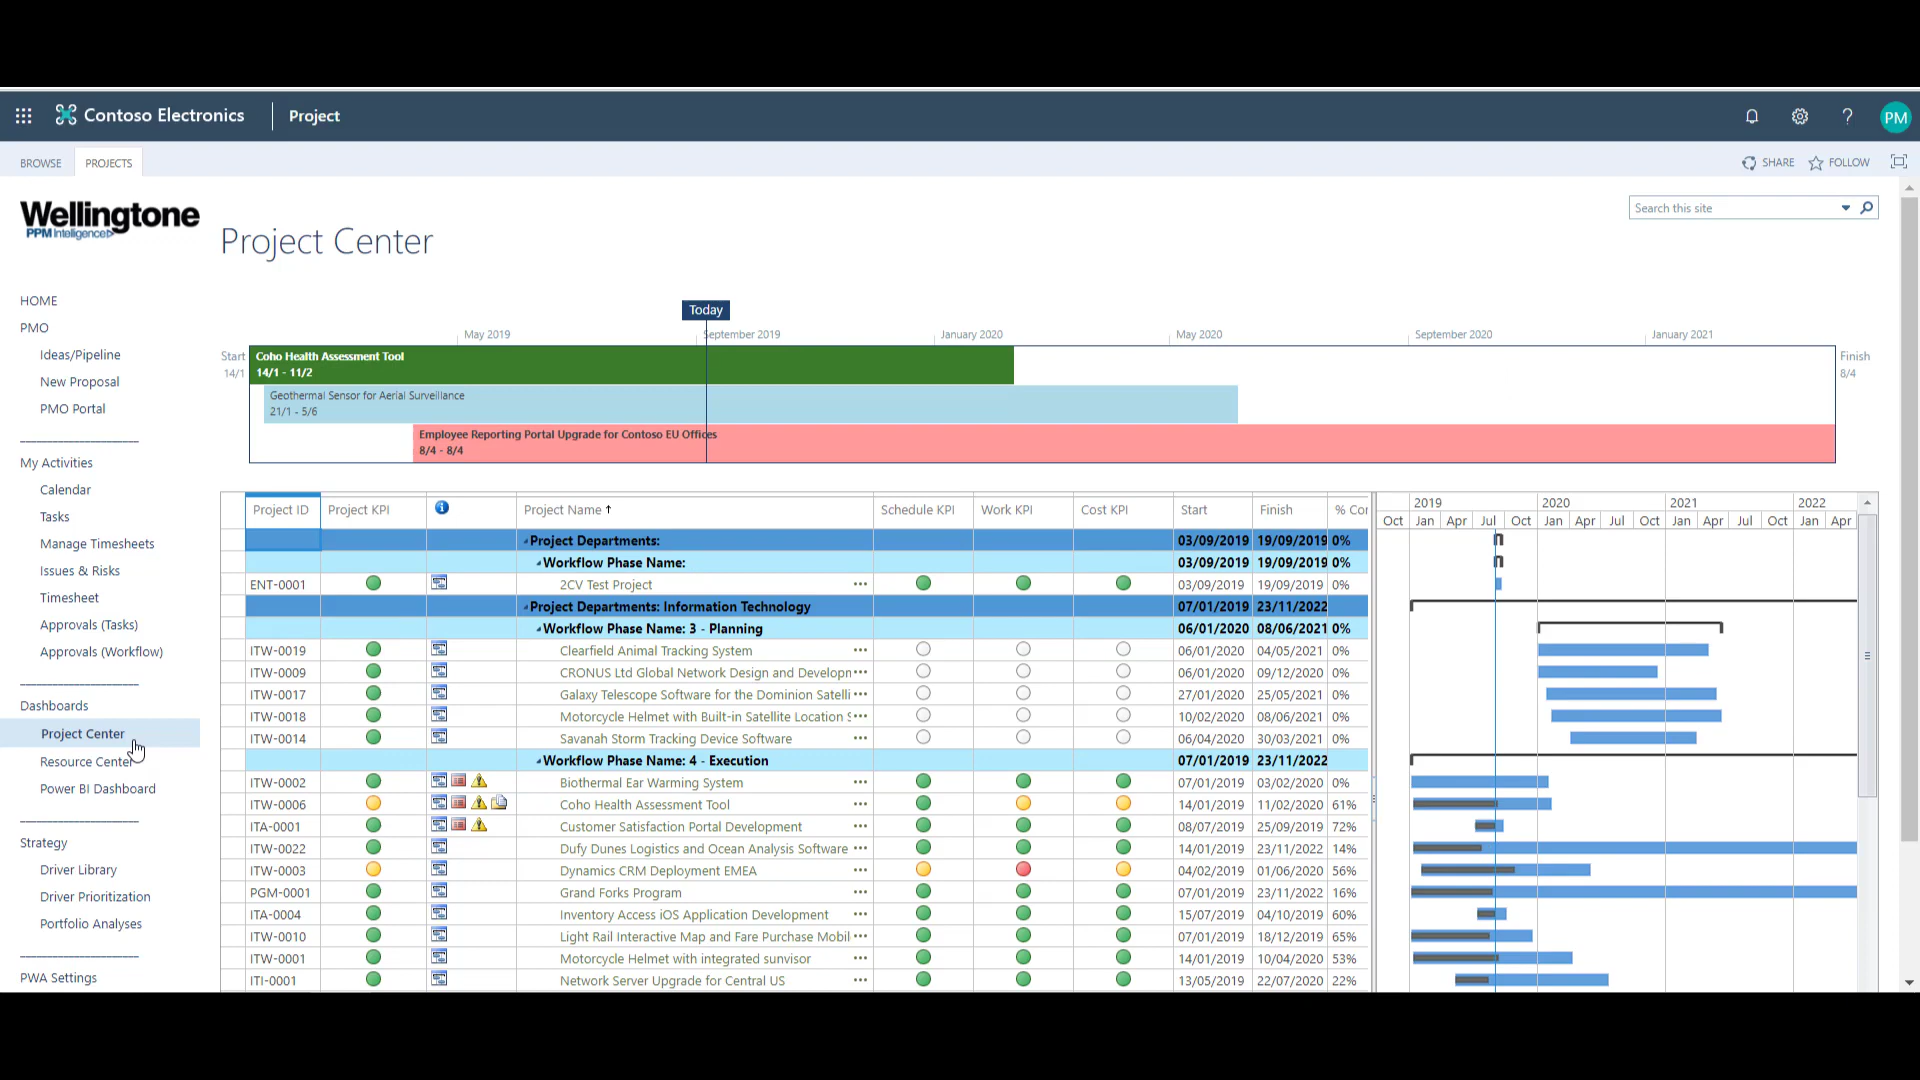 Contoso Electronics
Project
PM
BROWSE
PROJECTS
SHARE
FOLLOW
Wellingtone
PPM Intelligence
Project Center
Search this site
HOME
PMO
Ideas/Pipeline
New Proposal
PMO Portal
My Activities
Calendar
Tasks
Manage Timesheets
Issues & Risks
Timesheet
Approvals (Tasks)
Approvals (Workflow)
Dashboards
Project Center
Resource Center
Power BI Dashboard
Strategy
Driver Library
Driver Prioritization
Portfolio Analyses
PWA Settings
Today
May 2019 September 2019 January 2020 May 2020 September 2020 January 2021
Start
14/1
Coho Health Assessment Tool
14/1 - 11/2
Geothermal Sensor for Aerial Surveillance
21/1 - 5/6
Employee Reporting Portal Upgrade for Contoso EU Offices
8/4 - 8/4
Finish
8/4
Project ID Project KPI Project Name ↑ Schedule KPI Work KPI Cost KPI Start Finish % Cor
Project Departments: 03/09/2019 19/09/2019 0%
Workflow Phase Name: 03/09/2019 19/09/2019 0%
ENT-0001 2CV Test Project ... 03/09/2019 19/09/2019 0%
Project Departments: Information Technology 07/01/2019 23/11/2022
Workflow Phase Name: 3 - Planning 06/01/2020 08/06/2021 0%
ITW-0019 Clearfield Animal Tracking System ... 06/01/2020 04/05/2021 0%
ITW-0009 CRONUS Ltd Global Network Design and Developn ... 06/01/2020 09/12/2020 0%
ITW-0017 Galaxy Telescope Software for the Dominion Satelli ... 27/01/2020 25/05/2021 0%
ITW-0018 Motorcycle Helmet with Built-in Satellite Location S ... 10/02/2020 08/06/2021 0%
ITW-0014 Savanah Storm Tracking Device Software ... 06/04/2020 30/03/2021 0%
Workflow Phase Name: 4 - Execution 07/01/2019 23/11/2022
ITW-0002 Biothermal Ear Warming System ... 07/01/2019 03/02/2020 0%
ITW-0006 Coho Health Assessment Tool ... 14/01/2019 11/02/2020 61%
ITA-0001 Customer Satisfaction Portal Development ... 08/07/2019 25/09/2019 72%
ITW-0022 Dufy Dunes Logistics and Ocean Analysis Software ... 14/01/2019 23/11/2022 14%
ITW-0003 Dynamics CRM Deployment EMEA ... 04/02/2019 01/06/2020 56%
PGM-0001 Grand Forks Program ... 07/01/2019 23/11/2022 16%
ITA-0004 Inventory Access iOS Application Development ... 15/07/2019 04/10/2019 60%
ITW-0010 Light Rail Interactive Map and Fare Purchase Mobil ... 07/01/2019 18/12/2019 65%
ITW-0001 Motorcycle Helmet with integrated sunvisor ... 14/01/2019 10/04/2020 53%
ITI-0001 Network Server Upgrade for Central US ... 13/05/2019 22/07/2020 22%
2019 2020 2021 2022
Oct Jan Apr Jul Oct Jan Apr Jul Oct Jan Apr Jul Oct Jan Apr